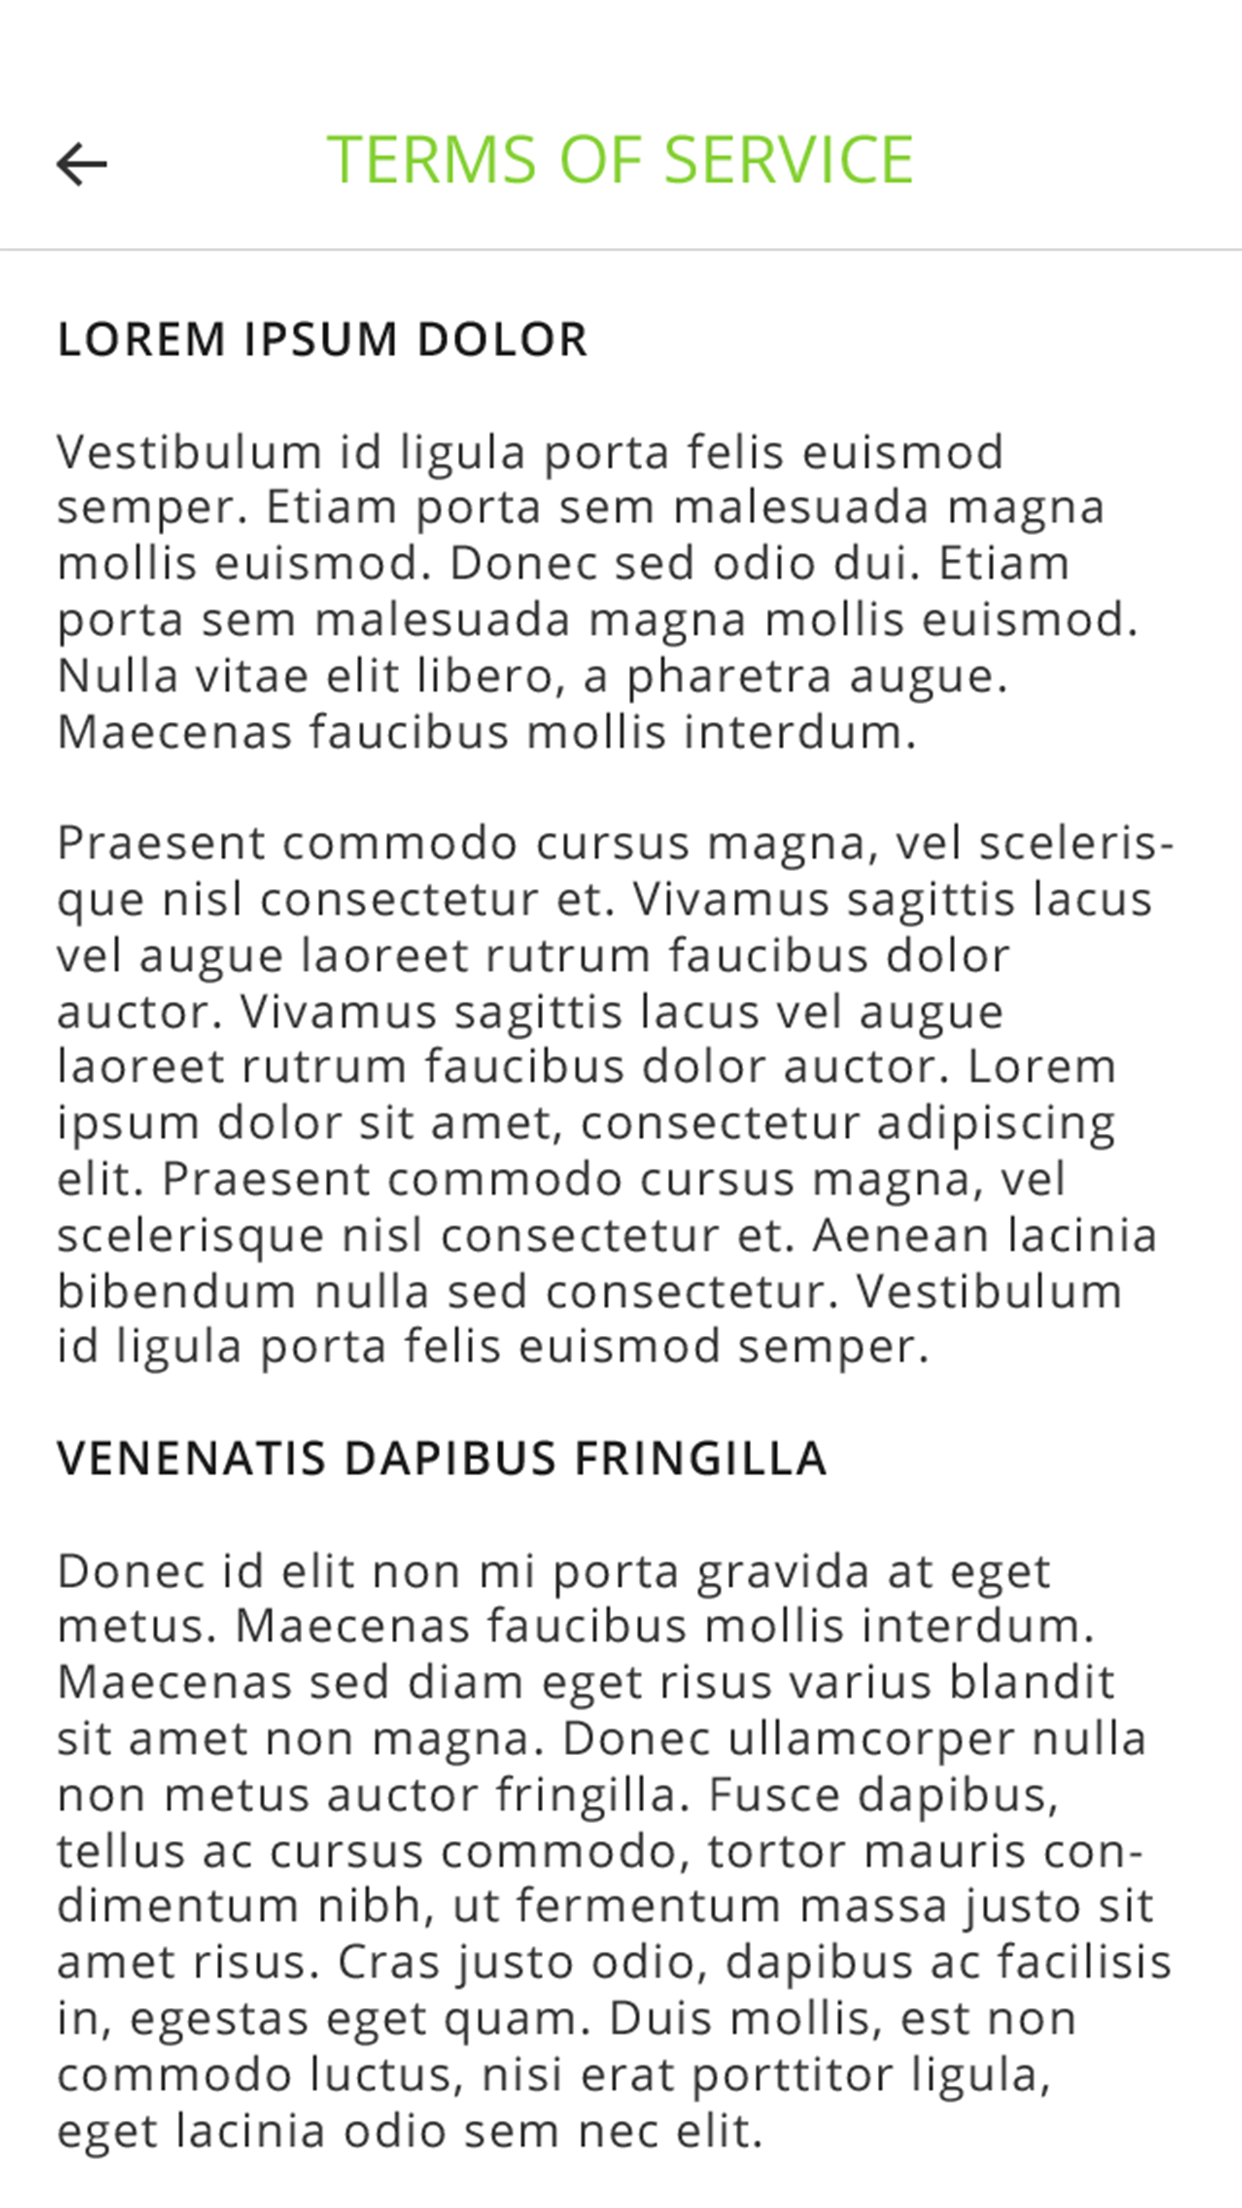 TERMS OF SERVICE
LOREM IPSUM DOLOR
Vestibulum id ligula porta felis euismod
semper. Etiam porta sem malesuada magna
mollis euismod. Donec sed odio dui. Etiam
porta sem malesuada magna mollis euismod.
Nulla vitae elit libero, a pharetra augue.
Maecenas faucibus mollis interdum.
Praesent commodo cursus magna, vel sceleris-
que nisl consectetur et. Vivamus sagittis lacus
vel augue laoreet rutrum faucibus dolor
auctor. Vivamus sagittis lacus vel augue
laoreet rutrum faucibus dolor auctor. Lorem
ipsum dolor sit amet, consectetur adipiscing
elit. Praesent commodo cursus magna, vel
scelerisque nisl consectetur et. Aenean lacinia
bibendum nulla sed consectetur. Vestibulum
id ligula porta felis euismod semper.
VENENATIS DAPIBUS FRINGILLA
Donec id elit non mi porta gravida at eget
metus. Maecenas faucibus mollis interdum.
Maecenas sed diam eget risus varius blandit
sit amet non magna. Donec ullamcorper nulla
non metus auctor fringilla. Fusce dapibus,
tellus ac cursus commodo, tortor mauris con-
dimentum nibh, ut fermentum massa justo sit
amet risus. Cras justo odio, dapibus ac facilisis
in, egestas eget quam. Duis mollis, est non
commodo luctus, nisi erat porttitor ligula,
eget lacinia odio sem nec elit.